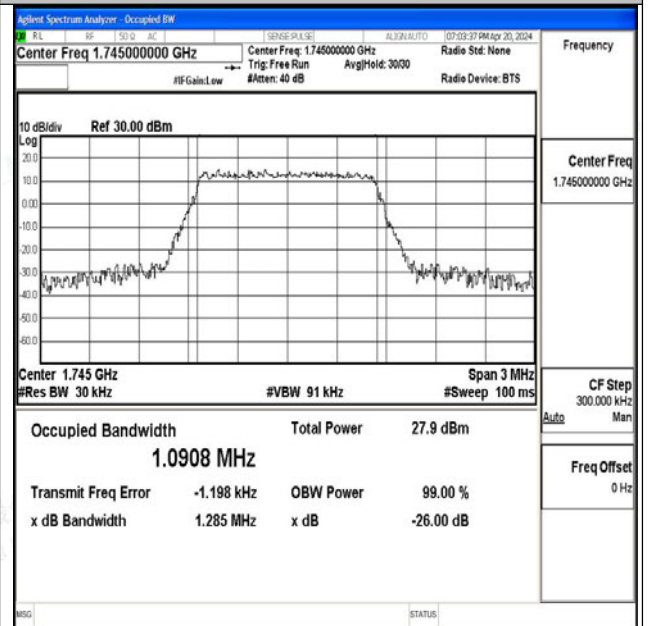 Agilent Spectrum Analyzer - Occupied BW
RL RF 50 Ω AC SENSE:PULSE ALIGN AUTO 07:03:37 PM Apr 20, 2024
Center Freq 1.745000000 GHz
Center Freq: 1.745000000 GHz
Radio Std: None
Trig: Free Run Avg|Hold: 30/30
#IFGain:Low
#Atten: 40 dB
Radio Device: BTS
Frequency
10 dB/div Ref 30.00 dBm
Log
20.0
10.0
0.00
-10.0
-20.0
-30.0
-40.0
-50.0
-60.0
Center 1.745 GHz
Span 3 MHz
#Res BW 30 kHz
#VBW 91 kHz
#Sweep 100 ms
Occupied Bandwidth
1.0908 MHz
Total Power 27.9 dBm
Transmit Freq Error -1.198 kHz
OBW Power 99.00 %
x dB Bandwidth 1.285 MHz
x dB -26.00 dB
Center Freq
1.745000000 GHz
CF Step
300.000 kHz
Auto Man
Freq Offset
0 Hz
MSG
STATUS